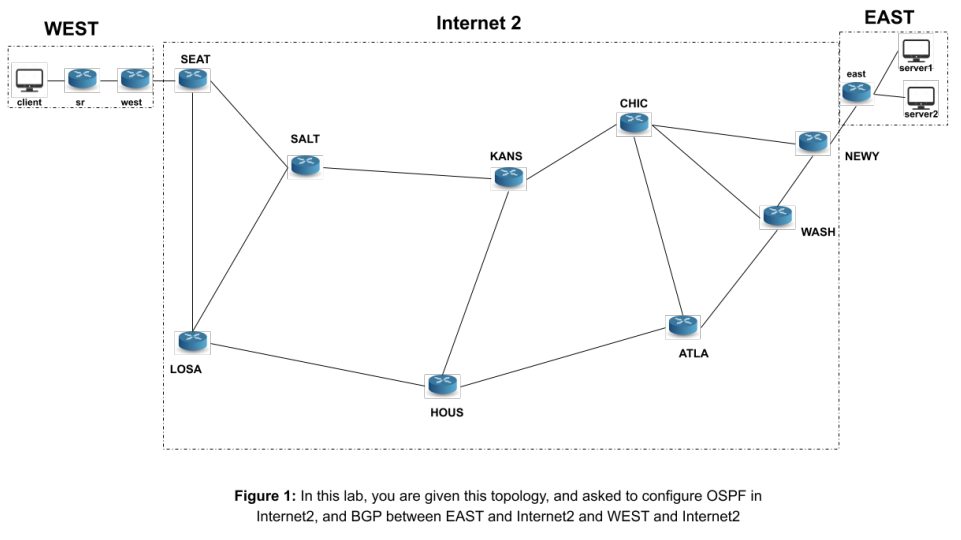 WEST
Internet 2
EAST
SEAT
server1
east
client
sr
west
server2
CHIC
SALT
KANS
NEWY
WASH
ATLA
LOSA
HOUS
Figure 1: In this lab, you are given this topology, and asked to configure OSPF in
Internet2, and BGP between EAST and Internet2 and WEST and Internet2